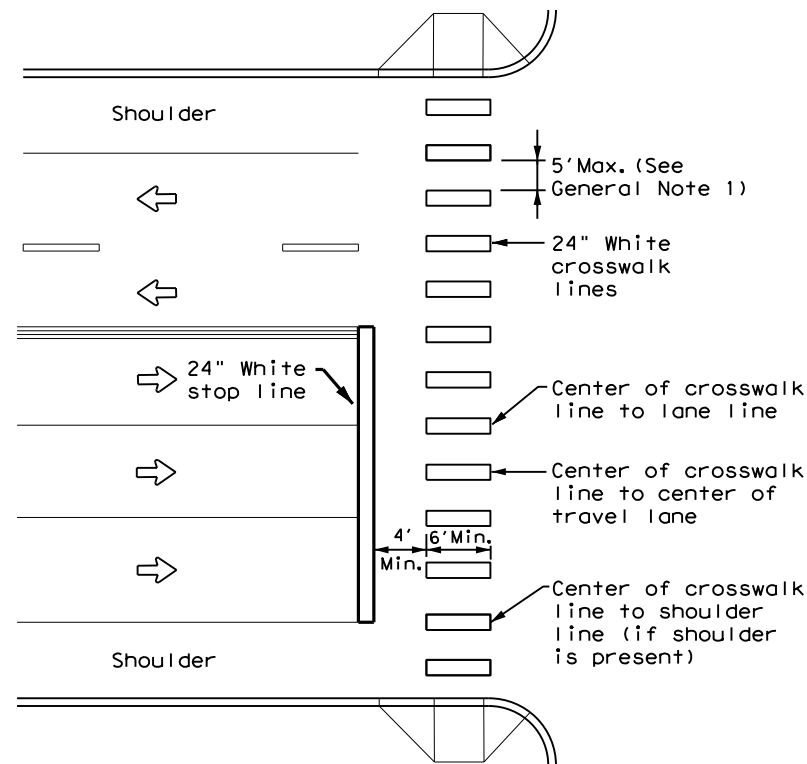 Shoulder
5' Max. (See
General Note 1)
24" White
crosswalk
lines
24" White
stop line
Center of crosswalk
line to lane line
Center of crosswalk
line to center of
travel lane
4'
Min.
6' Min.
Center of crosswalk
line to shoulder
line (if shoulder
is present)
Shoulder